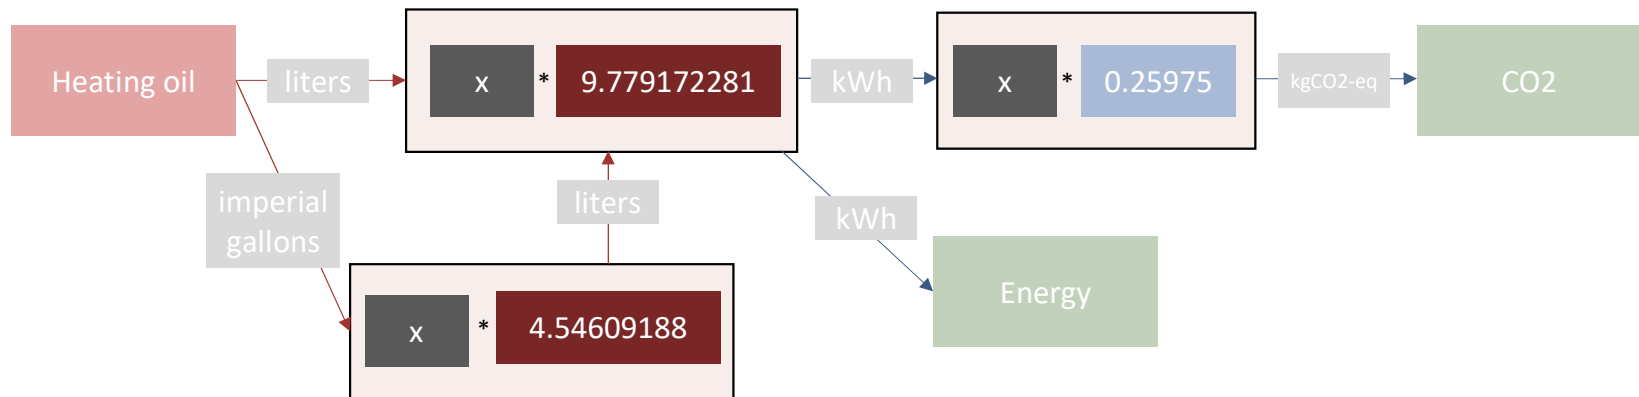 Heating oil
liters
x * 9.779172281
kWh
x * 0.25975
kgCO2-eq
CO2
imperial
gallons
liters
kWh
Energy
x * 4.54609188